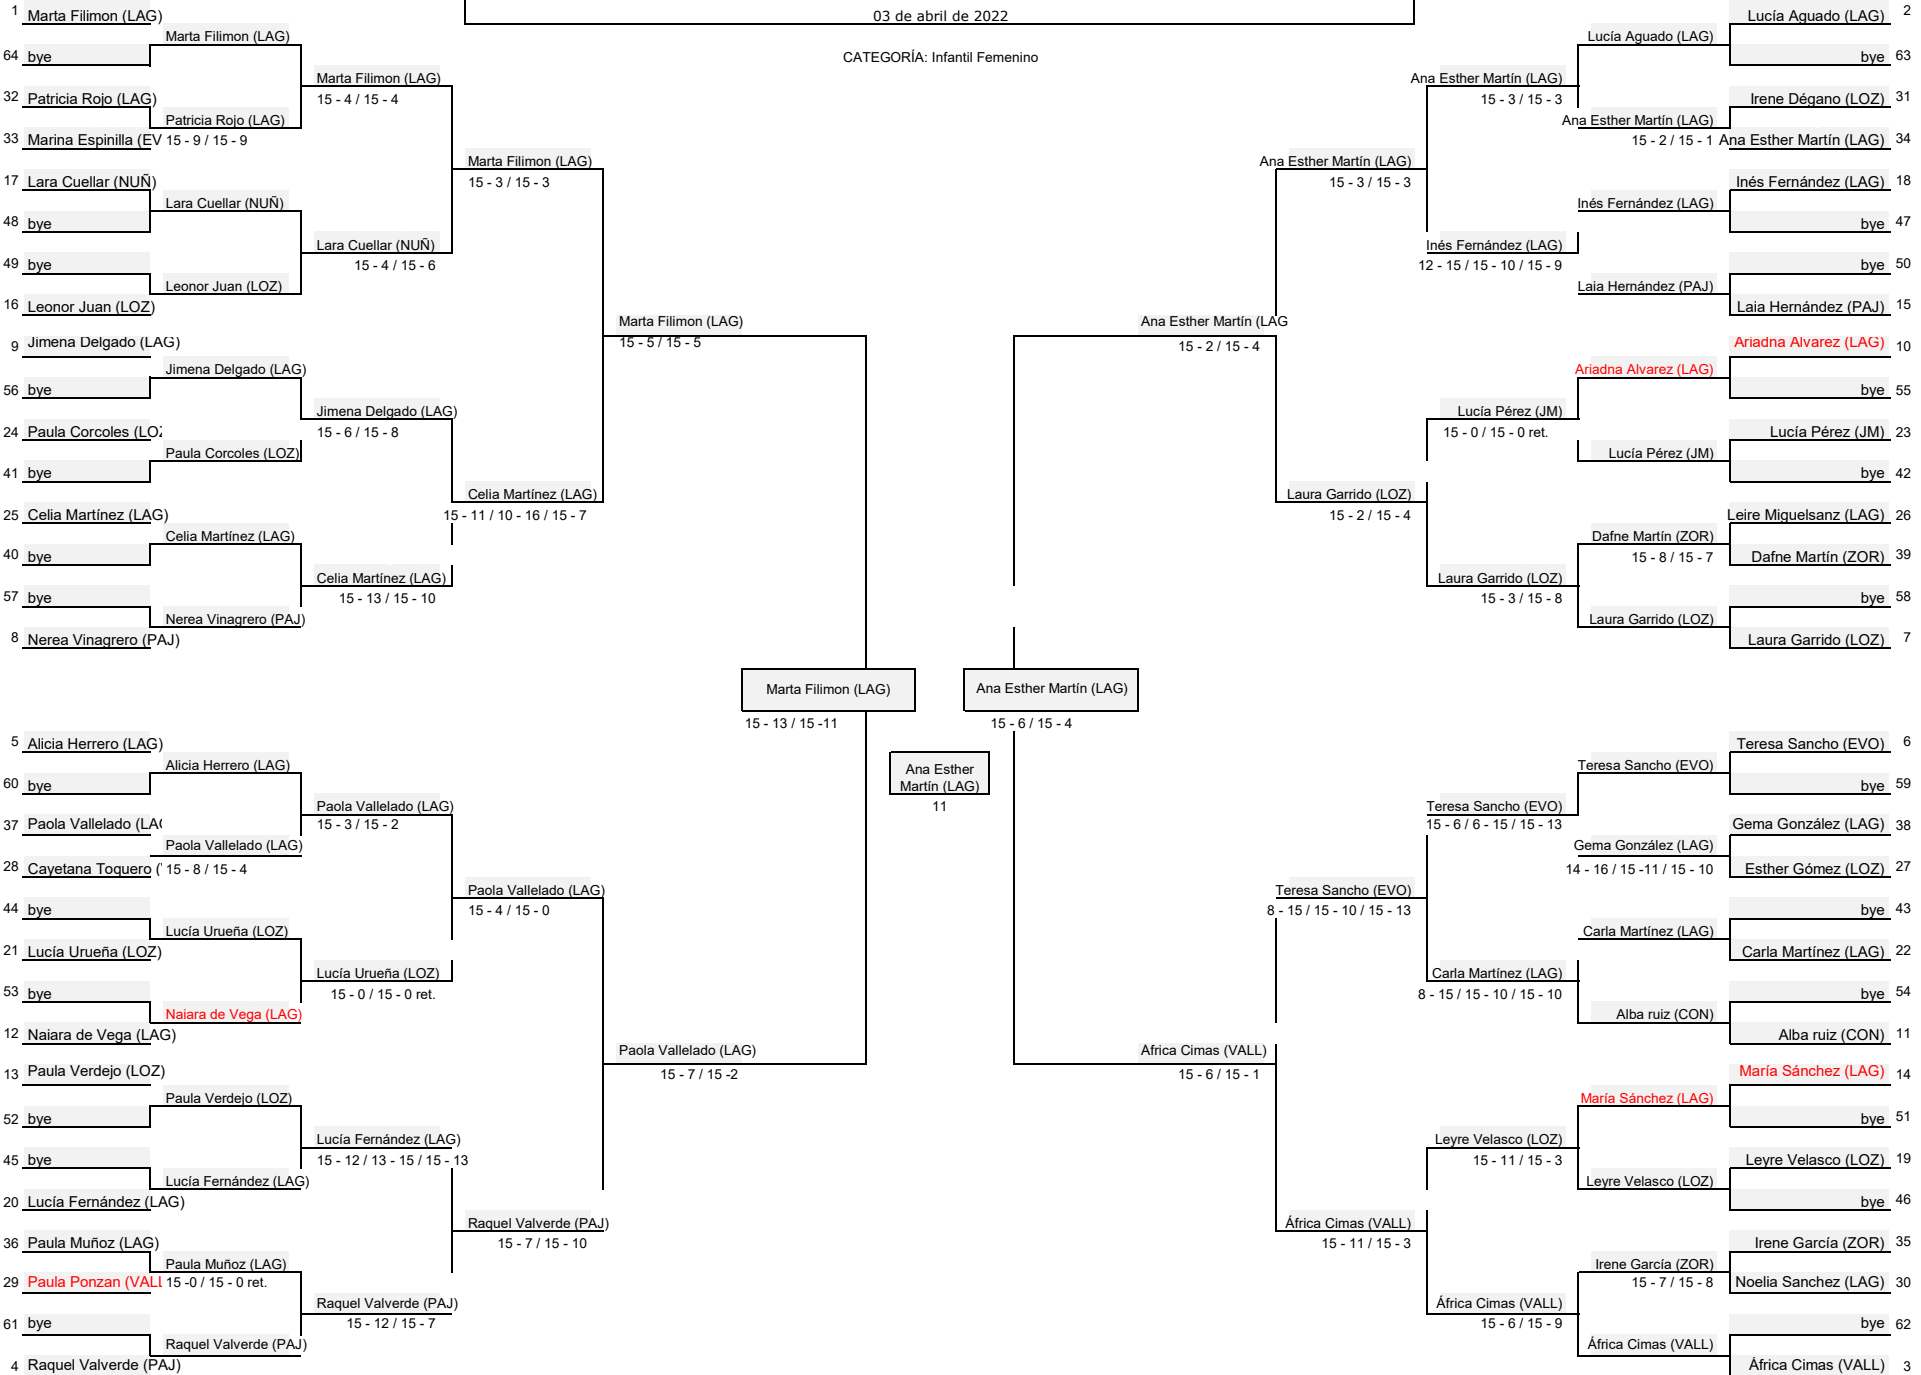 03 de abril de 2022
CATEGORÍA: Infantil Femenino
1 Marta Filimon (LAG)
Marta Filimon (LAG)
64 bye
Marta Filimon (LAG)
15 - 4 / 15 - 4
32 Patricia Rojo (LAG)
Patricia Rojo (LAG)
33 Marina Espinilla (EV 15 - 9 / 15 - 9
Marta Filimon (LAG)
15 - 3 / 15 - 3
17 Lara Cuellar (NUÑ)
Lara Cuellar (NUÑ)
48 bye
Lara Cuellar (NUÑ)
15 - 4 / 15 - 6
49 bye
Leonor Juan (LOZ)
16 Leonor Juan (LOZ)
Marta Filimon (LAG)
15 - 5 / 15 - 5
9 Jimena Delgado (LAG)
Jimena Delgado (LAG)
56 bye
Jimena Delgado (LAG)
15 - 6 / 15 - 8
24 Paula Corcoles (LOZ
Paula Corcoles (LOZ)
41 bye
Celia Martínez (LAG)
15 - 11 / 10 - 16 / 15 - 7
25 Celia Martínez (LAG)
Celia Martínez (LAG)
40 bye
Celia Martínez (LAG)
15 - 13 / 15 - 10
57 bye
Nerea Vinagrero (PAJ)
8 Nerea Vinagrero (PAJ)
Marta Filimon (LAG)
15 - 13 / 15 -11
5 Alicia Herrero (LAG)
Alicia Herrero (LAG)
60 bye
Paola Vallelado (LAG)
15 - 3 / 15 - 2
37 Paola Vallelado (LAG
Paola Vallelado (LAG)
28 Cayetana Toquero ( 15 - 8 / 15 - 4
Paola Vallelado (LAG)
15 - 4 / 15 - 0
44 bye
Lucía Urueña (LOZ)
21 Lucía Urueña (LOZ)
Lucía Urueña (LOZ)
15 - 0 / 15 - 0 ret.
53 bye
Naiara de Vega (LAG)
12 Naiara de Vega (LAG)
Paola Vallelado (LAG)
15 - 7 / 15 -2
13 Paula Verdejo (LOZ)
Paula Verdejo (LOZ)
52 bye
Lucía Fernández (LAG)
15 - 12 / 13 - 15 / 15 - 13
45 bye
Lucía Fernández (LAG)
20 Lucía Fernández (LAG)
Raquel Valverde (PAJ)
15 - 7 / 15 - 10
36 Paula Muñoz (LAG)
Paula Muñoz (LAG)
29 Paula Ponzan (VALL 15 -0 / 15 - 0 ret.
Raquel Valverde (PAJ)
15 - 12 / 15 - 7
61 bye
Raquel Valverde (PAJ)
4 Raquel Valverde (PAJ)
Ana Esther
Martín (LAG)
11
Lucía Aguado (LAG) 2
Lucía Aguado (LAG)
bye 63
Ana Esther Martín (LAG)
15 - 3 / 15 - 3
Irene Dégano (LOZ) 31
Ana Esther Martín (LAG)
15 - 2 / 15 - 1 Ana Esther Martín (LAG) 34
Ana Esther Martín (LAG)
15 - 3 / 15 - 3
Inés Fernández (LAG) 18
Inés Fernández (LAG)
bye 47
Inés Fernández (LAG)
12 - 15 / 15 - 10 / 15 - 9
bye 50
Laia Hernández (PAJ)
Laia Hernández (PAJ) 15
Ana Esther Martín (LAG
15 - 2 / 15 - 4
Ariadna Alvarez (LAG) 10
Ariadna Alvarez (LAG)
bye 55
Lucía Pérez (JM)
15 - 0 / 15 - 0 ret.
Lucía Pérez (JM) 23
Lucía Pérez (JM)
bye 42
Laura Garrido (LOZ)
15 - 2 / 15 - 4
Leire Miguelsanz (LAG) 26
Dafne Martín (ZOR)
15 - 8 / 15 - 7 Dafne Martín (ZOR) 39
Laura Garrido (LOZ)
15 - 3 / 15 - 8
bye 58
Laura Garrido (LOZ)
Laura Garrido (LOZ) 7
Ana Esther Martín (LAG)
15 - 6 / 15 - 4
Teresa Sancho (EVO) 6
Teresa Sancho (EVO)
bye 59
Teresa Sancho (EVO)
15 - 6 / 6 - 15 / 15 - 13
Gema González (LAG) 38
Gema González (LAG)
14 - 16 / 15 -11 / 15 - 10 Esther Gómez (LOZ) 27
Teresa Sancho (EVO)
8 - 15 / 15 - 10 / 15 - 13
bye 43
Carla Martínez (LAG)
Carla Martínez (LAG) 22
Carla Martínez (LAG)
8 - 15 / 15 - 10 / 15 - 10
bye 54
Alba ruiz (CON)
Alba ruiz (CON) 11
Africa Cimas (VALL)
15 - 6 / 15 - 1
María Sánchez (LAG) 14
María Sánchez (LAG)
bye 51
Leyre Velasco (LOZ)
15 - 11 / 15 - 3
Leyre Velasco (LOZ) 19
Leyre Velasco (LOZ)
bye 46
África Cimas (VALL)
15 - 11 / 15 - 3
Irene García (ZOR) 35
Irene García (ZOR)
15 - 7 / 15 - 8 Noelia Sanchez (LAG) 30
África Cimas (VALL)
15 - 6 / 15 - 9
bye 62
África Cimas (VALL)
África Cimas (VALL) 3